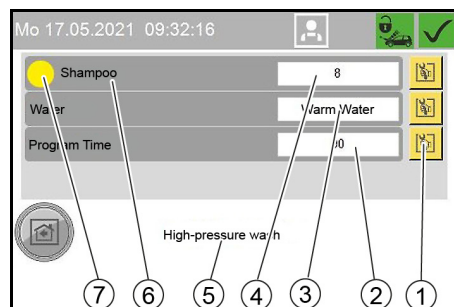 Mo 17.05.2021 09:32:16
Shampoo 8
Water Warm Water
Program Time
High-pressure wash
7 6 5 4 3 2 1